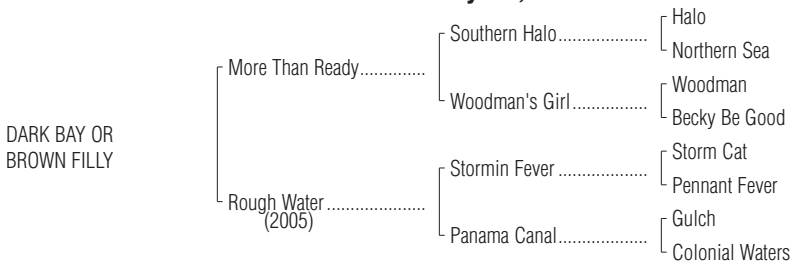 Halo
Southern Halo..................
Northern Sea
More Than Ready..............
Woodman
Woodman's Girl................
Becky Be Good
DARK BAY OR
BROWN FILLY
Storm Cat
Stormin Fever ..................
Pennant Fever
Rough Water .....................
(2005)
Gulch
Panama Canal..................
Colonial Waters